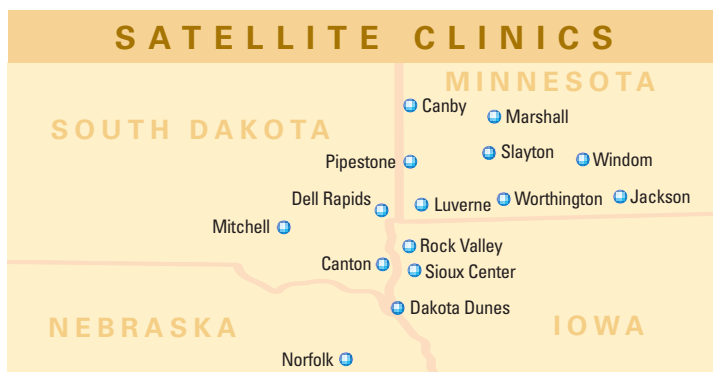 SATELLITE CLINICS
MINNESOTA
Canby
Marshall
SOUTH DAKOTA
Slayton
Windom
Pipestone
Dell Rapids
Luverne
Worthington
Jackson
Mitchell
Rock Valley
Canton
Sioux Center
Dakota Dunes
NEBRASKA
IOWA
Norfolk